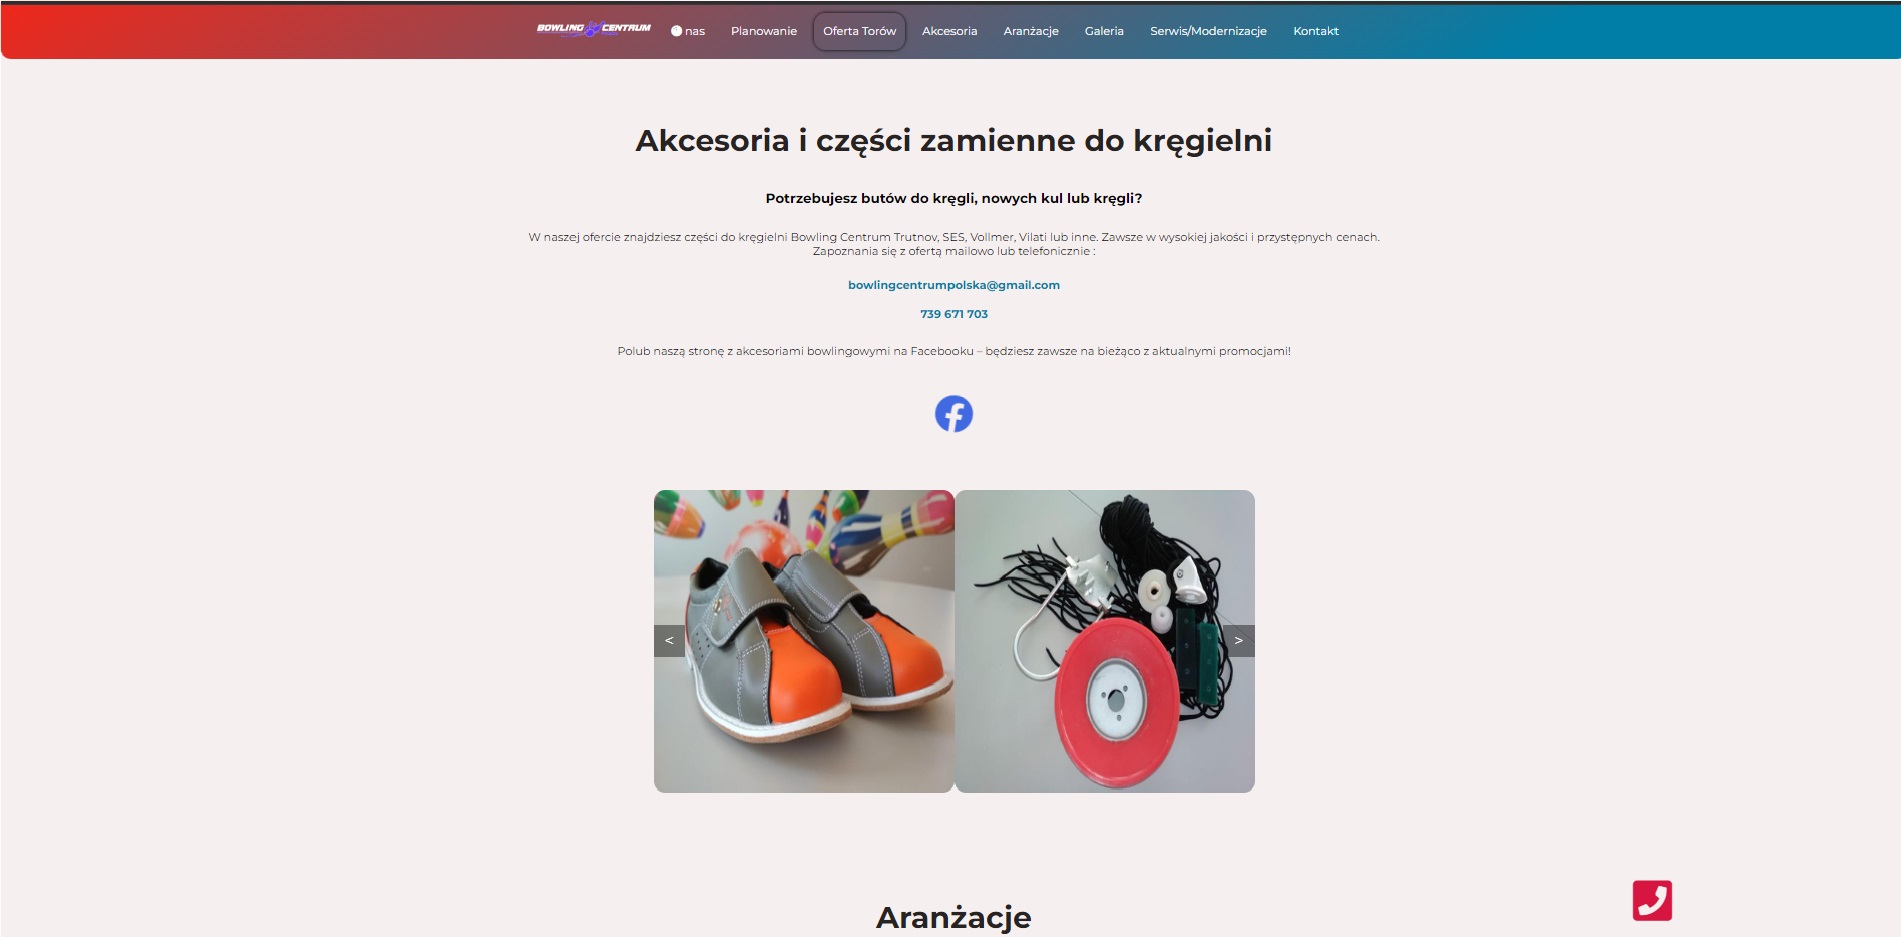 BOWLING CENTRUM
nas
Planowanie
Oferta Torów
Akcesoria
Aranżacje
Galeria
Serwis/Modernizacje
Kontakt
Akcesoria i części zamienne do kręgielni
Potrzebujesz butów do kręgli, nowych kul lub kręgli?
W naszej ofercie znajdziesz części do kręgielni Bowling Centrum Trutnov, SES, Vollmer, Vilati lub inne. Zawsze w wysokiej jakości i przystępnych cenach.
Zapoznania się z ofertą mailowo lub telefonicznie :
bowlingcentrumpolska@gmail.com
739 671 703
Polub naszą stronę z akcesoriami bowlingowymi na Facebooku – będziesz zawsze na bieżąco z aktualnymi promocjami!
< >
Aranżacje